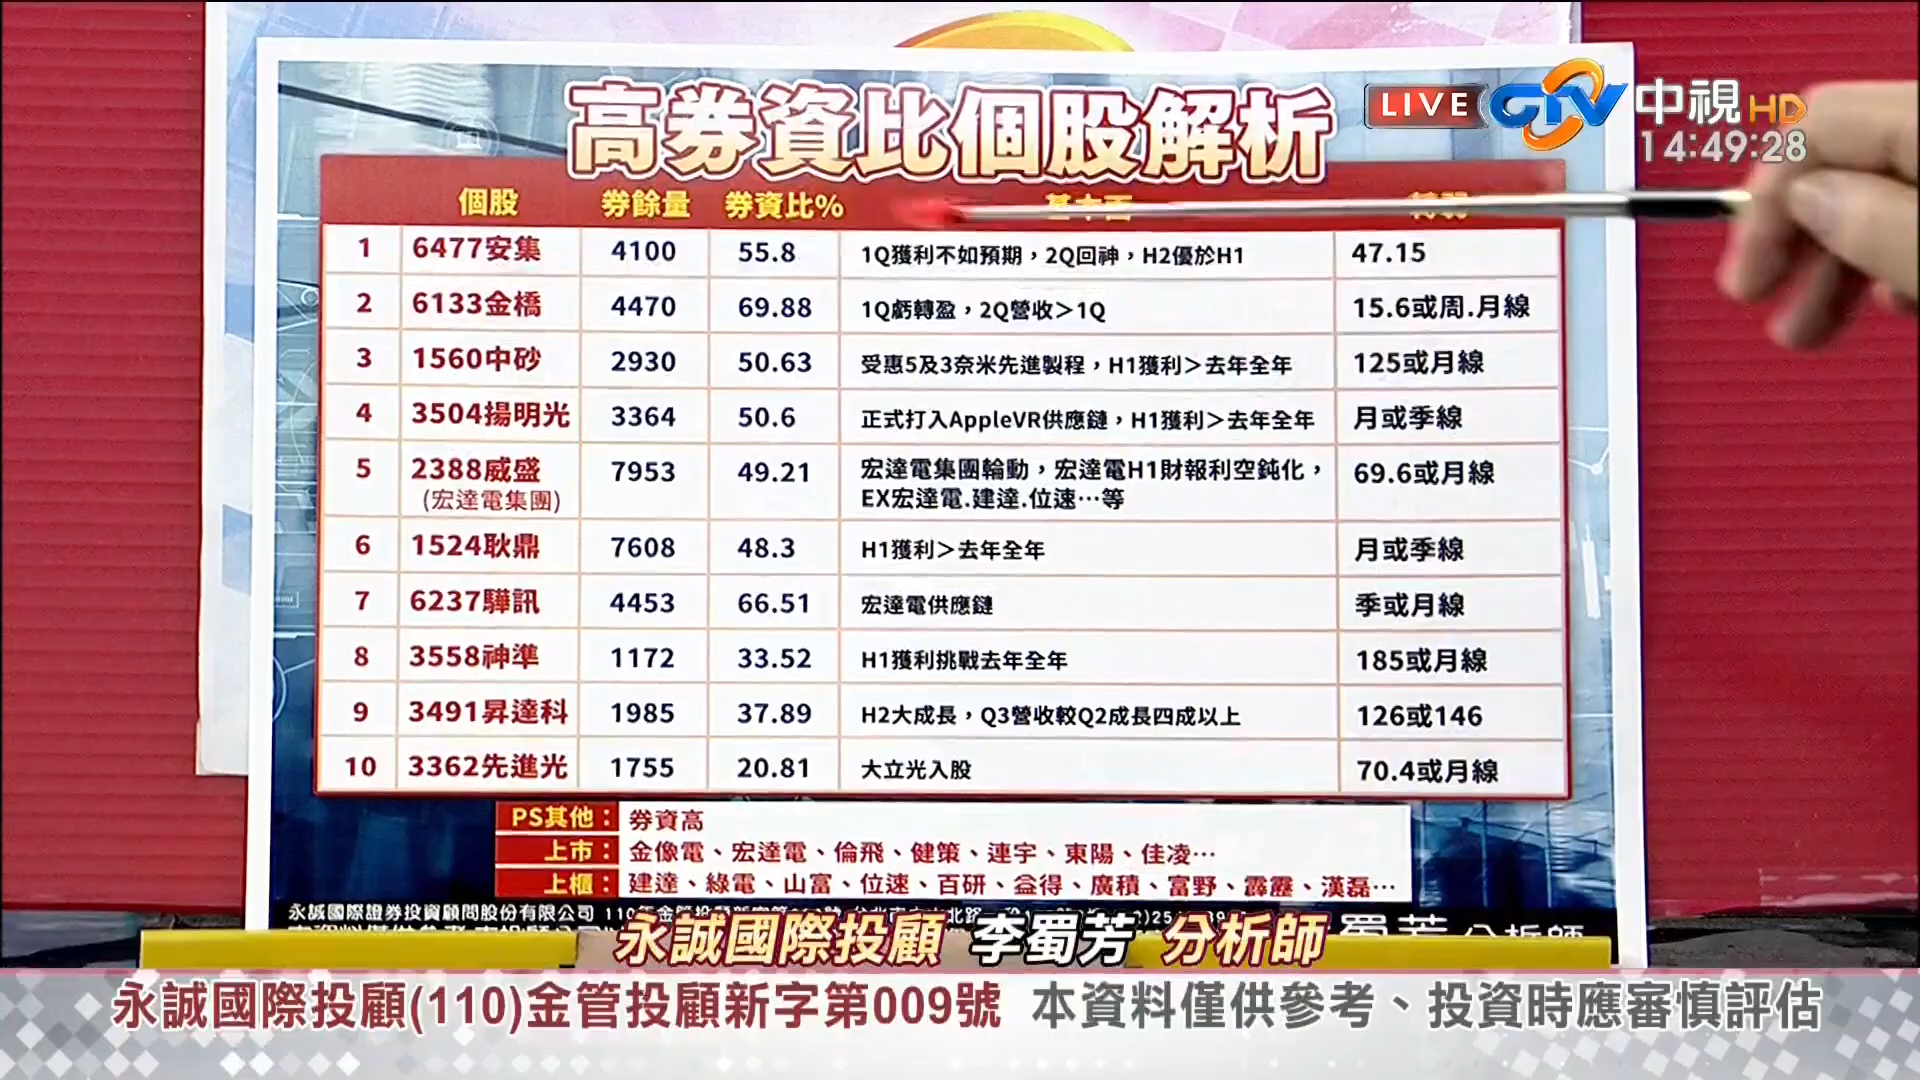 高券資比個股解析
LIVE CTV 中視HD
14:49:28
個股 券餘量 券資比% 基本面 轉弱
1 6477安集 4100 55.8 1Q獲利不如預期，2Q回神，H2優於H1 47.15
2 6133金橋 4470 69.88 1Q虧轉盈，2Q營收＞1Q 15.6或周.月線
3 1560中砂 2930 50.63 受惠5及3奈米先進製程，H1獲利＞去年全年 125或月線
4 3504揚明光 3364 50.6 正式打入AppleVR供應鏈，H1獲利＞去年全年 月或季線
5 2388威盛 7953 49.21 宏達電集團輪動，宏達電H1財報利空鈍化， 69.6或月線
(宏達電集團) EX宏達電.建達.位速…等
6 1524耿鼎 7608 48.3 H1獲利＞去年全年 月或季線
7 6237驊訊 4453 66.51 宏達電供應鏈 季或月線
8 3558神準 1172 33.52 H1獲利挑戰去年全年 185或月線
9 3491昇達科 1985 37.89 H2大成長，Q3營收較Q2成長四成以上 126或146
10 3362先進光 1755 20.81 大立光入股 70.4或月線
PS其他： 券資高
上市： 金像電、宏達電、倫飛、健策、連宇、東陽、佳凌…
上櫃： 建達、綠電、山富、位速、百研、益得、廣積、富野、霹靂、漢磊…
永誠國際證券投資顧問股份有限公司
永誠國際投顧 李蜀芳 分析師
永誠國際投顧(110)金管投顧新字第009號 本資料僅供參考、投資時應審慎評估